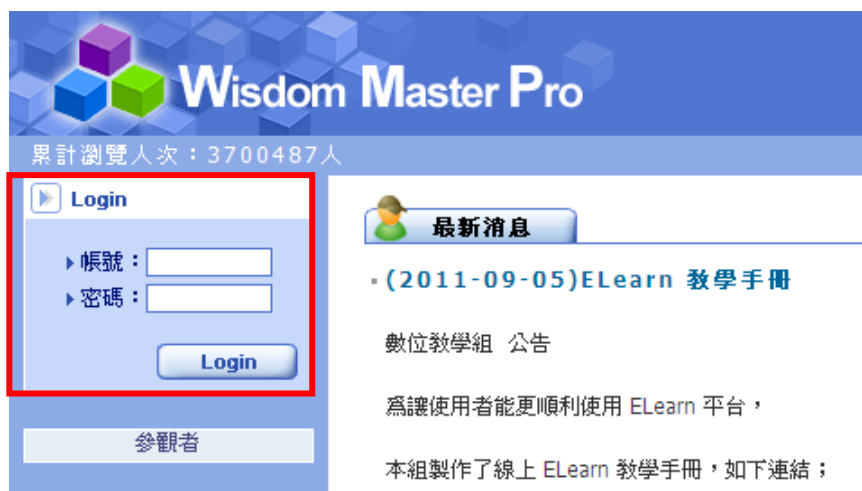 Wisdom Master Pro
累計瀏覽人次：3700487人
Login
帳號：
密碼：
Login
參觀者
最新消息
(2011-09-05)ELearn 教學手冊
數位教學組 公告
為讓使用者能更順利使用 ELearn 平台，
本組製作了線上 ELearn 教學手冊，如下連結；